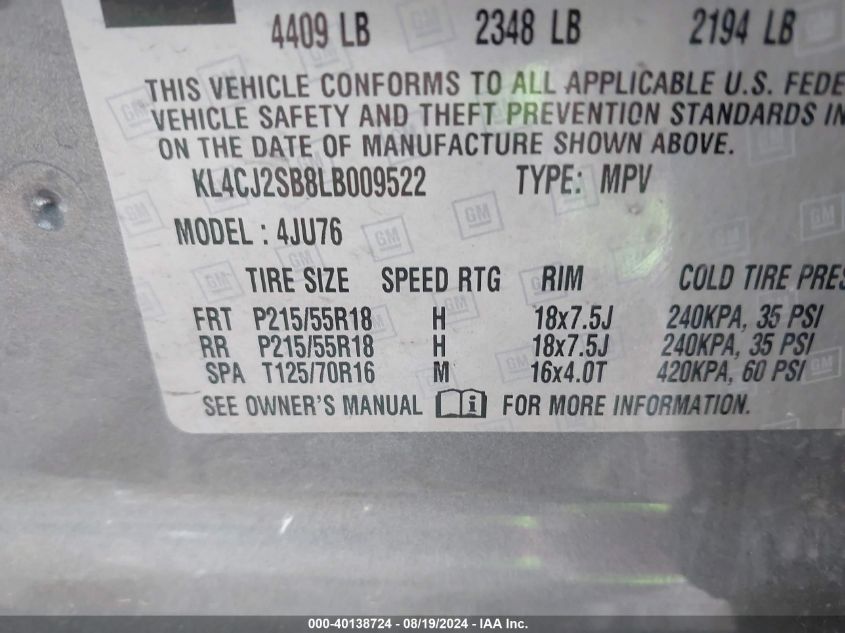 4409 LB 2348 LB 2194 LB
THIS VEHICLE CONFORMS TO ALL APPLICABLE U.S. FEDE
VEHICLE SAFETY AND THEFT PREVENTION STANDARDS IN
ON THE DATE OF MANUFACTURE SHOWN ABOVE.
KL4CJ2SB8LB009522 TYPE: MPV
MODEL : 4JU76
TIRE SIZE SPEED RTG RIM COLD TIRE PRES
FRT P215/55R18 H 18x7.5J 240KPA, 35 PSI
RR P215/55R18 H 18x7.5J 240KPA, 35 PSI
SPA T125/70R16 M 16x4.0T 420KPA, 60 PSI
SEE OWNER'S MANUAL i FOR MORE INFORMATION.
000-40138724 - 08/19/2024 - IAA Inc.